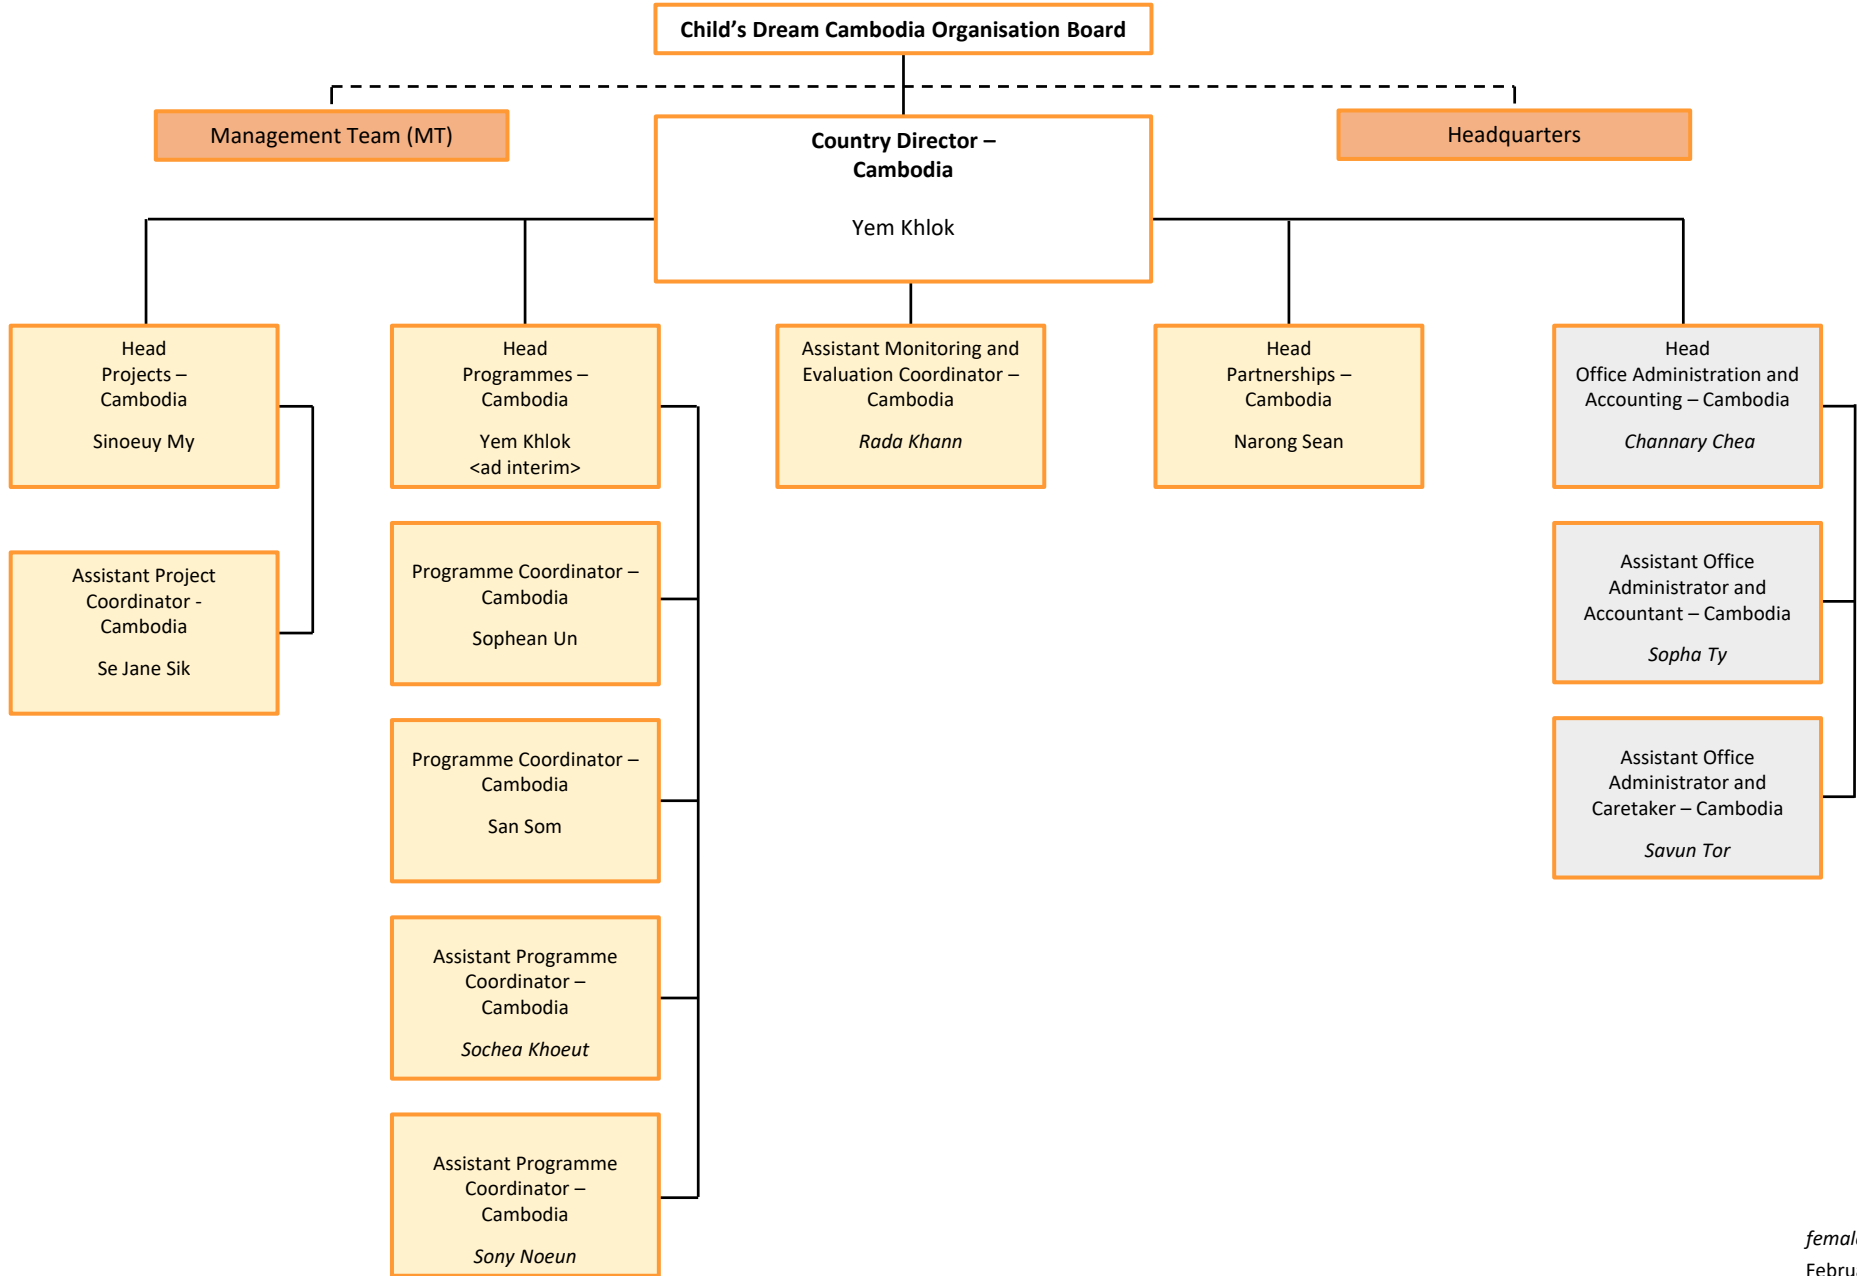 Child’s Dream Cambodia Organisation Board
Management Team (MT)
Country Director –
Cambodia
Yem Khlok
Headquarters
Head
Projects –
Cambodia
Sinoeuy My
Head
Programmes –
Cambodia
Yem Khlok
<ad interim>
Assistant Monitoring and
Evaluation Coordinator –
Cambodia
Rada Khann
Head
Partnerships –
Cambodia
Narong Sean
Head
Office Administration and
Accounting – Cambodia
Channary Chea
Assistant Project
Coordinator -
Cambodia
Se Jane Sik
Programme Coordinator –
Cambodia
Sophean Un
Assistant Office
Administrator and
Accountant – Cambodia
Sopha Ty
Programme Coordinator –
Cambodia
San Som
Assistant Office
Administrator and
Caretaker – Cambodia
Savun Tor
Assistant Programme
Coordinator –
Cambodia
Sochea Khoeut
Assistant Programme
Coordinator –
Cambodia
Sony Noeun